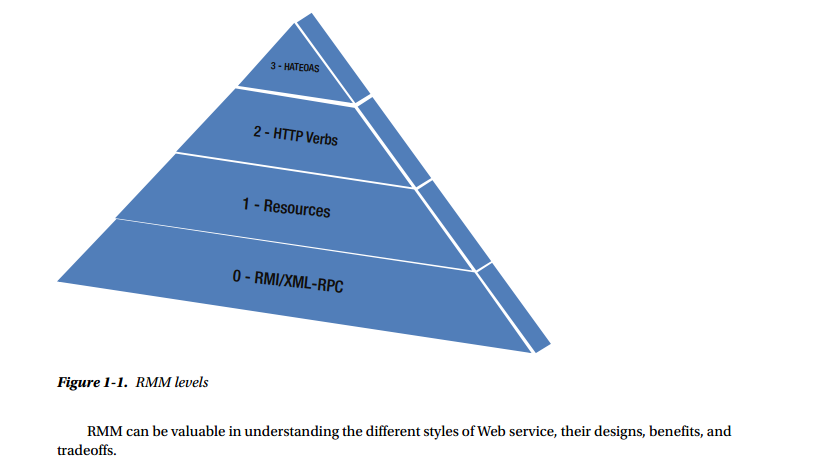 3 - HATEOAS
2 - HTTP Verbs
1 - Resources
0 - RMI/XML-RPC
Figure 1-1. RMM levels
RMM can be valuable in understanding the different styles of Web service, their designs, benefits, and
tradeoffs.